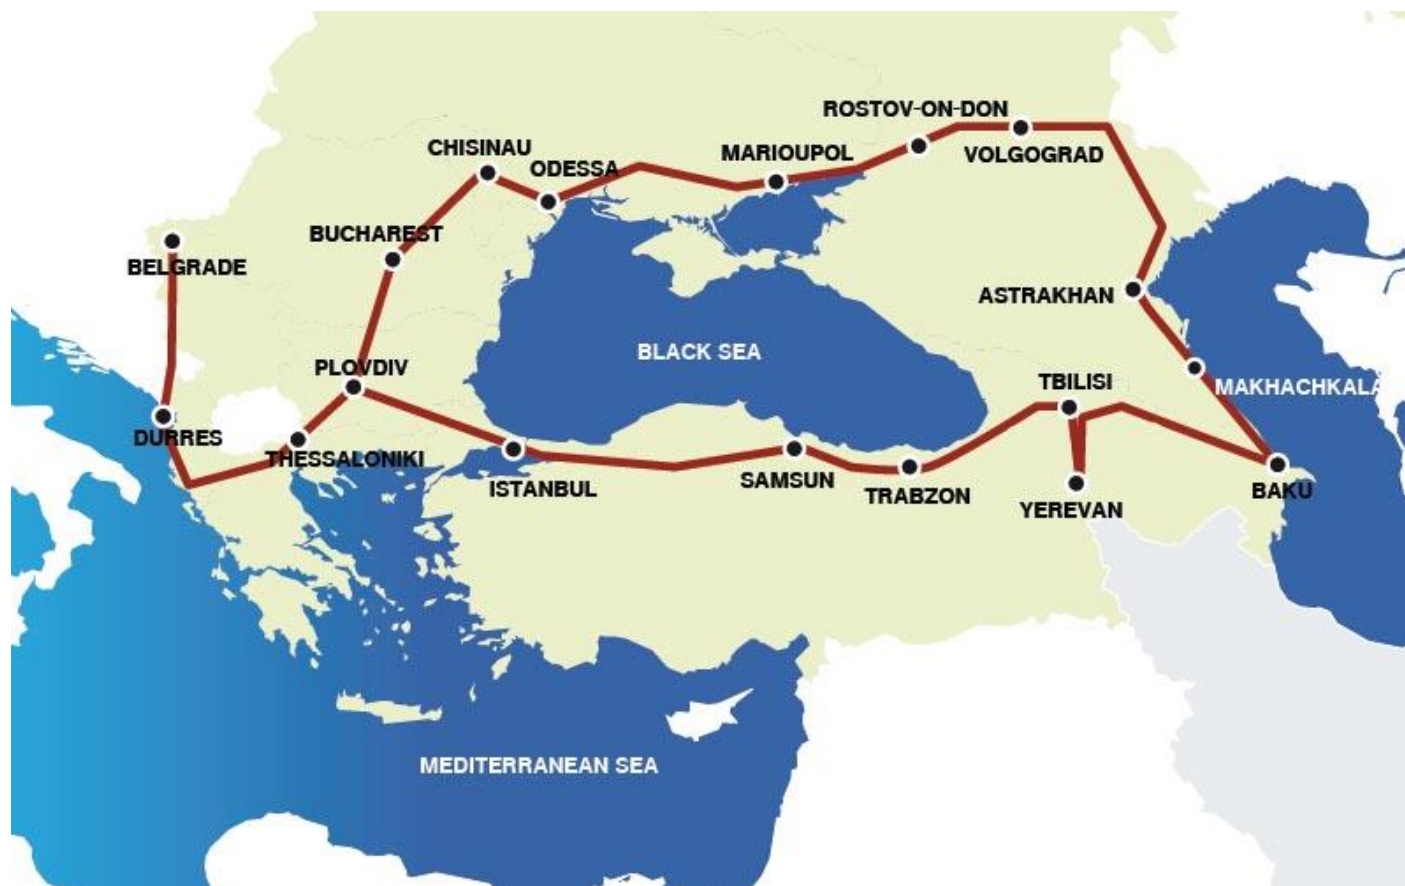 ROSTOV-ON-DON
CHISINAU
ODESSA
MARIOUPOL
VOLGOGRAD
BUCHAREST
BELGRADE
ASTRAKHAN
BLACK SEA
PLOVDIV
TBILISI
MAKHACHKALA
DURRES
THESSALONIKI
ISTANBUL
SAMSUN
TRABZON
YEREVAN
BAKU
MEDITERRANEAN SEA